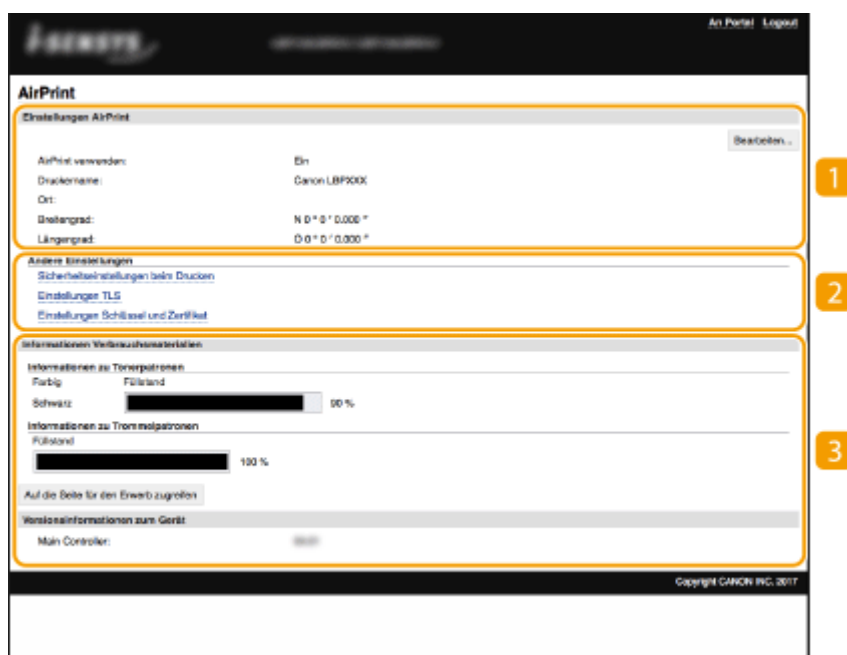 i-SENSYS
An Portal Logout
AirPrint
Einstellungen AirPrint
Bearbeiten...
AirPrint verwenden: Ein
Druckername: Canon LBPXXX
Ort:
Breitengrad: N 0 ° 0 ' 0.000 "
Längengrad: O 0 ° 0 ' 0.000 "
1
Andere Einstellungen
Sicherheitseinstellungen beim Drucken
Einstellungen TLS
Einstellungen Schlüssel und Zertifikat
2
Informationen Verbrauchsmaterialien
Informationen zu Tonerpatronen
Farbig Füllstand
Schwarz 90 %
Informationen zu Trommelpatronen
Füllstand
100 %
3
Auf die Seite für den Erwerb zugreifen
Versionsinformationen zum Gerät
Main Controller:
Copyright CANON INC. 2017